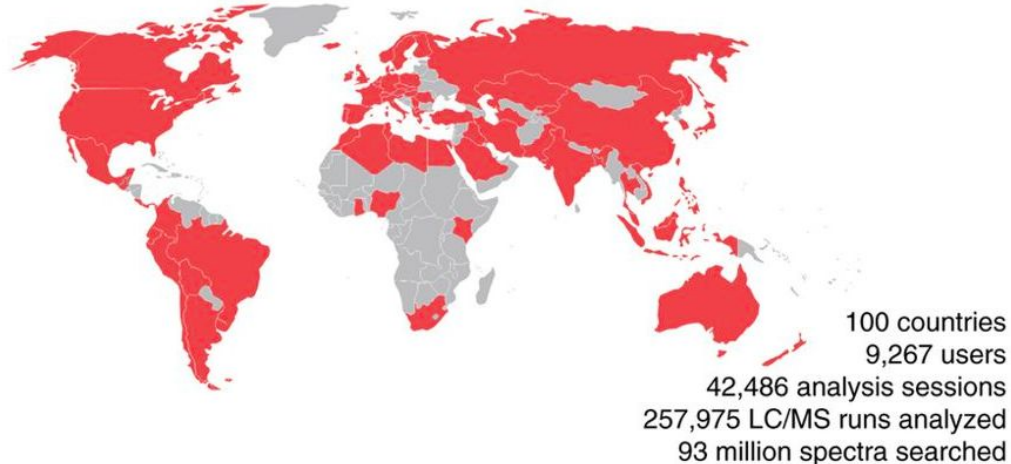 100 countries
9,267 users
42,486 analysis sessions
257,975 LC/MS runs analyzed
93 million spectra searched